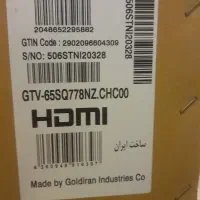 2046652295882
GTIN Code : 2902096604309
S/NO: 506STNI20328
506STNI20328
GTV-65SQ778NZ.CHC00
HDMI
ساخت ایران
Made by Goldiran Industries Co